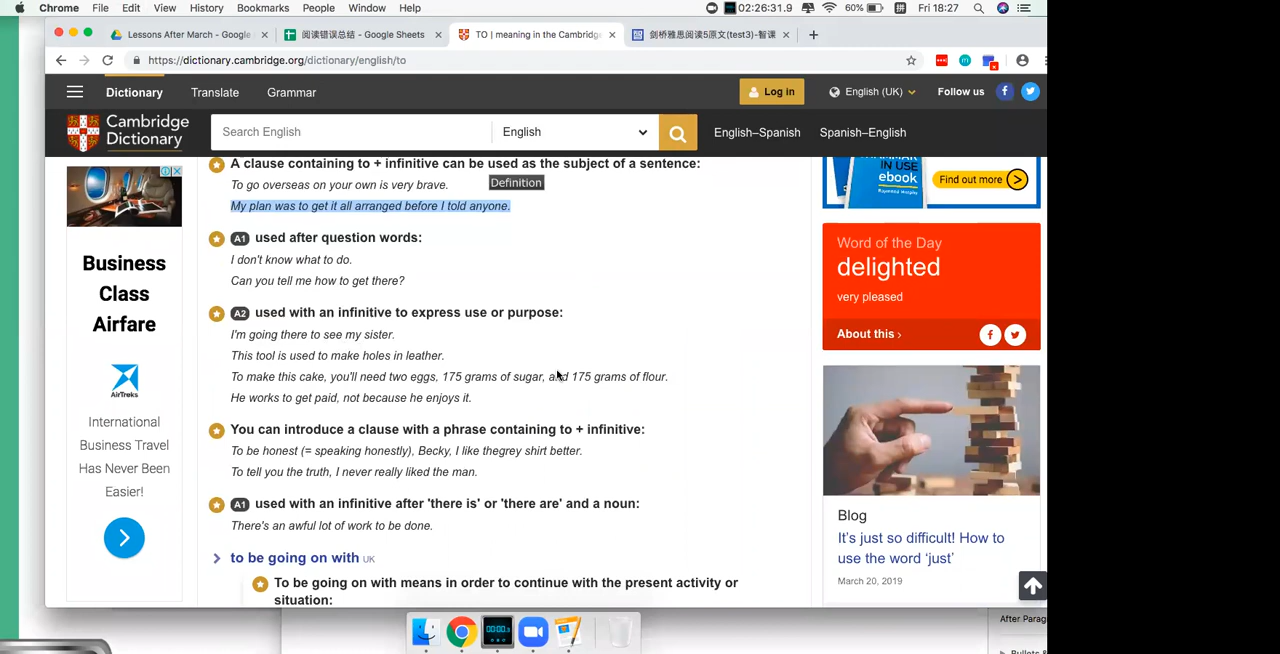 Chrome File Edit View History Bookmarks People Window Help 02:26:31.9 60% 拼 Fri 18:27
Lessons After March - Google 阅读错误总结 - Google Sheets TO | meaning in the Cambridge 剑桥雅思阅读5原文(test3)-智课
https://dictionary.cambridge.org/dictionary/english/to
Dictionary Translate Grammar Log in English (UK) Follow us
Cambridge
Dictionary
Search English English English–Spanish Spanish–English
A clause containing to + infinitive can be used as the subject of a sentence:
To go overseas on your own is very brave.
Definition
My plan was to get it all arranged before I told anyone.
A1 used after question words:
I don't know what to do.
Can you tell me how to get there?
A2 used with an infinitive to express use or purpose:
I'm going there to see my sister.
This tool is used to make holes in leather.
To make this cake, you'll need two eggs, 175 grams of sugar, and 175 grams of flour.
He works to get paid, not because he enjoys it.
You can introduce a clause with a phrase containing to + infinitive:
To be honest (= speaking honestly), Becky, I like thegrey shirt better.
To tell you the truth, I never really liked the man.
A1 used with an infinitive after 'there is' or 'there are' and a noun:
There's an awful lot of work to be done.
to be going on with UK
To be going on with means in order to continue with the present activity or
situation:
Business
Class
Airfare
AirTreks
International
Business Travel
Has Never Been
Easier!
IN USE
ebook
Find out more
Word of the Day
delighted
very pleased
About this
Blog
It's just so difficult! How to
use the word 'just'
March 20, 2019
After Parag
00:00